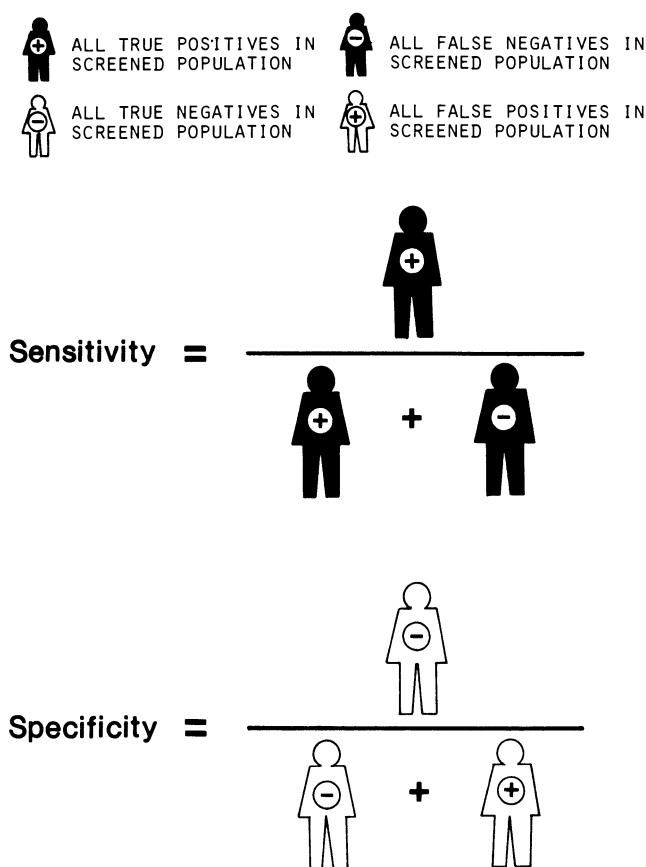 + ALL TRUE POSITIVES IN
SCREENED POPULATION
- ALL FALSE NEGATIVES IN
SCREENED POPULATION
- ALL TRUE NEGATIVES IN
SCREENED POPULATION
+ ALL FALSE POSITIVES IN
SCREENED POPULATION
+
Sensitivity =
+ + -
-
Specificity =
- + +